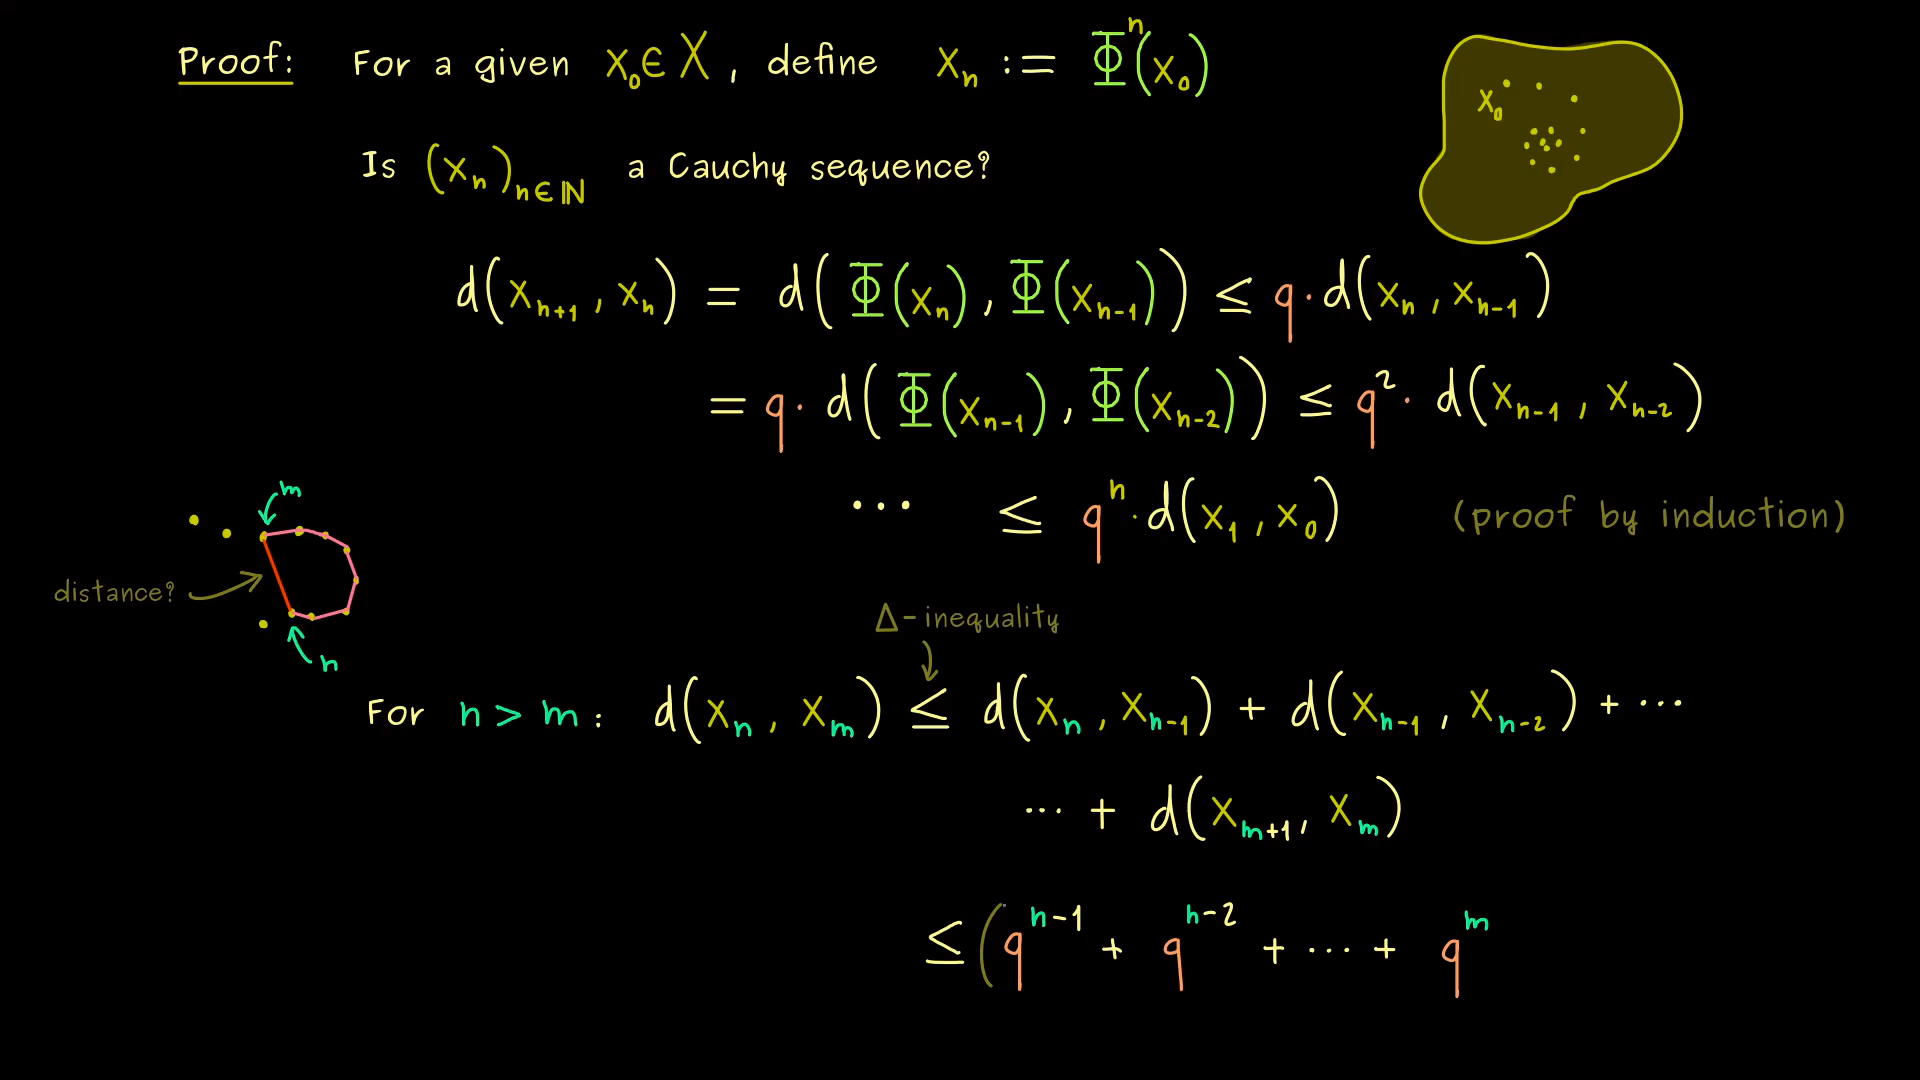 Proof: For a given x₀ ∈ X, define xₙ := Φⁿ(x₀)
x₀
Is (xₙ)ₙ∈ℕ a Cauchy sequence?
d(xₙ₊₁, xₙ) = d(Φ(xₙ), Φ(xₙ₋₁)) ≤ q · d(xₙ, xₙ₋₁)
= q · d(Φ(xₙ₋₁), Φ(xₙ₋₂)) ≤ q² · d(xₙ₋₁, xₙ₋₂)
⋯ ≤ qⁿ · d(x₁, x₀) (proof by induction)
m
distance?
n
Δ-inequality
For n > m: d(xₙ, xₘ) ≤ d(xₙ, xₙ₋₁) + d(xₙ₋₁, xₙ₋₂) + ⋯
⋯ + d(xₘ₊₁, xₘ)
≤ (qⁿ⁻¹ + qⁿ⁻² + ⋯ + qᵐ